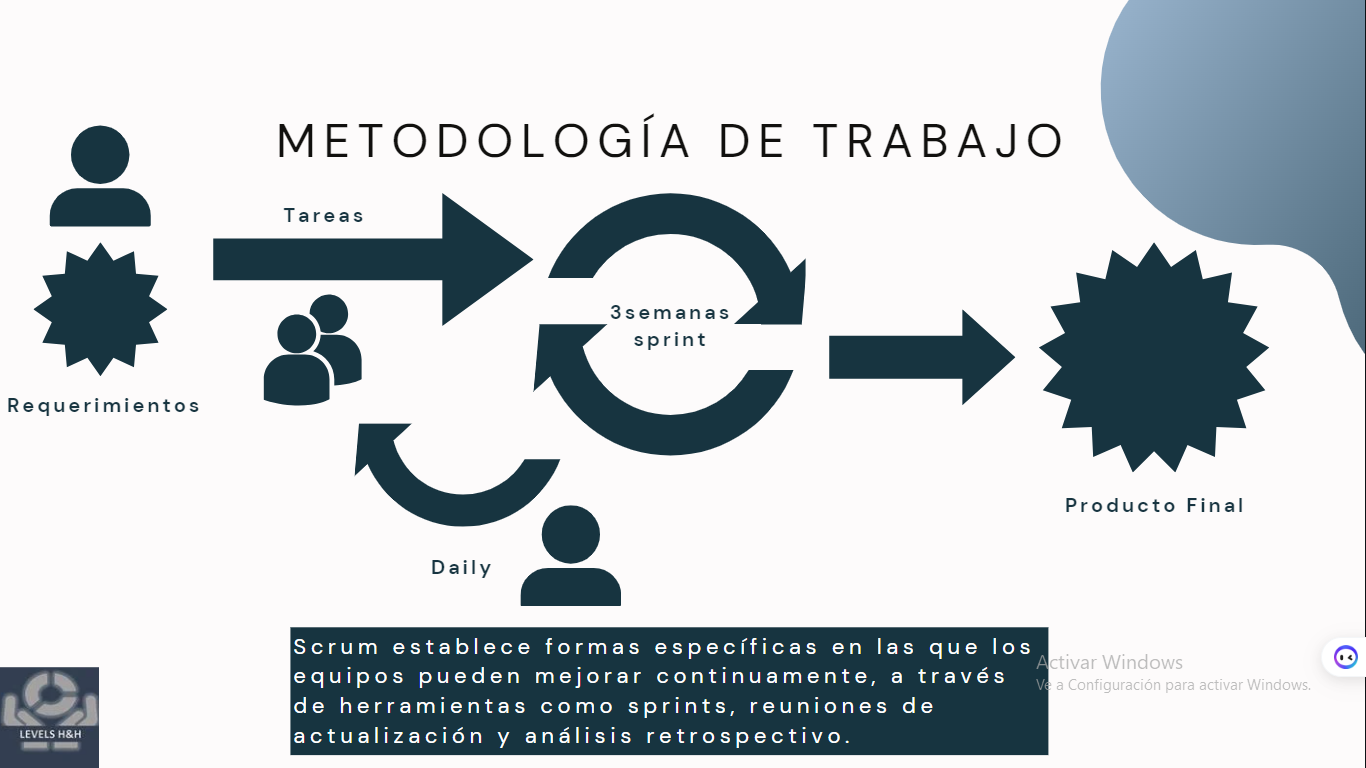 METODOLOGÍA DE TRABAJO
Tareas
3semanas
sprint
Requerimientos
Producto Final
Daily
Scrum establece formas específicas en las que los
equipos pueden mejorar continuamente, a través
de herramientas como sprints, reuniones de
actualización y análisis retrospectivo.
Activar Windows
Ve a Configuración para activar Windows.
LEVELS H&H